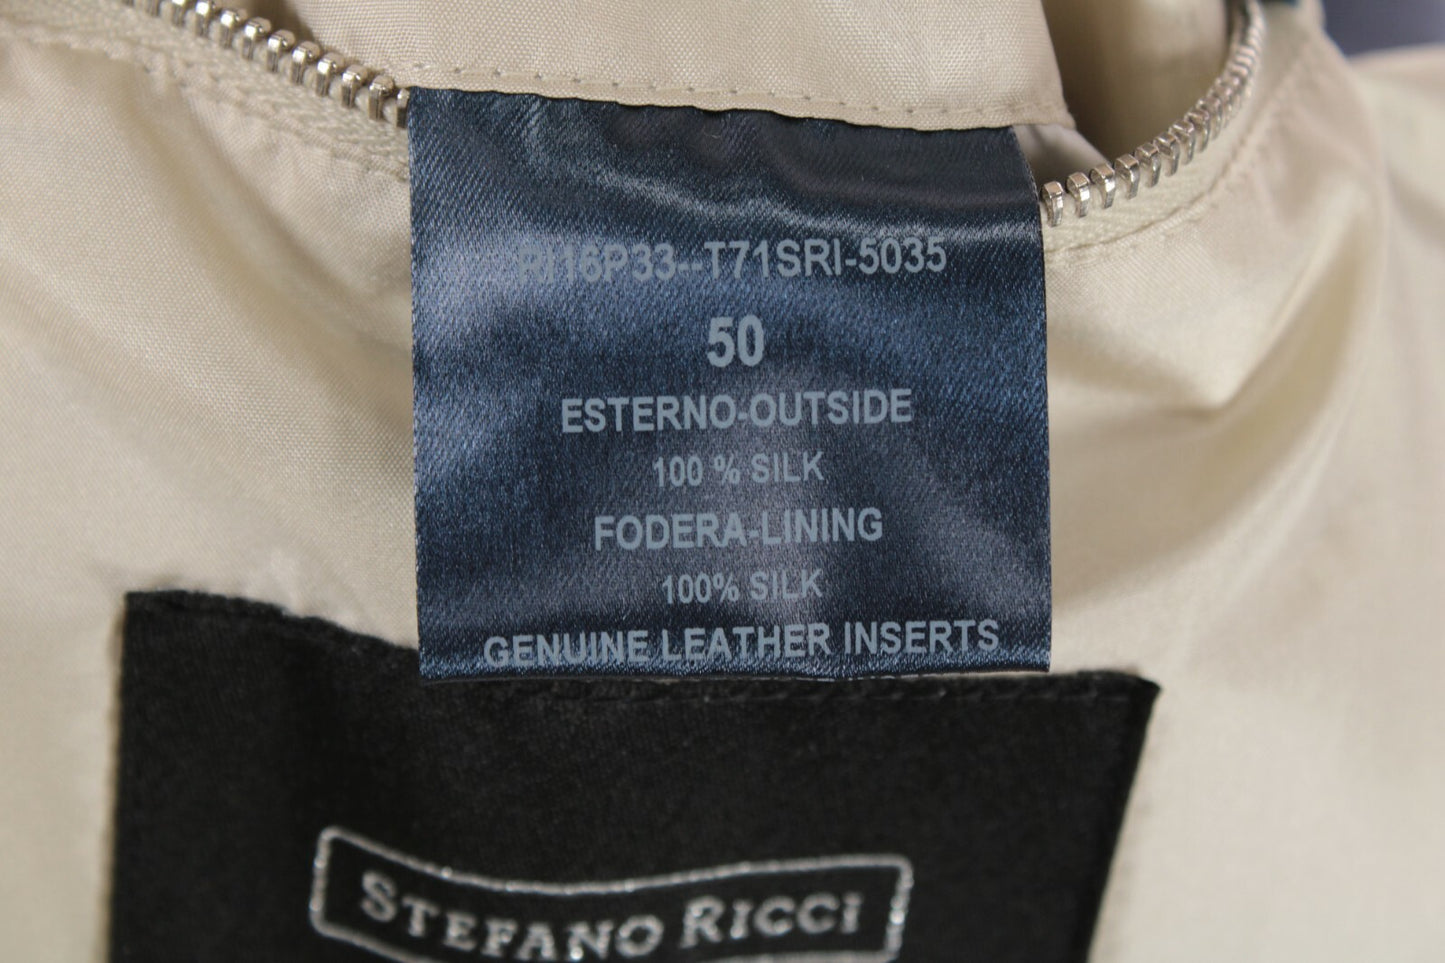 RI16P33--T71SRI-5035
50
ESTERNO-OUTSIDE
100 % SILK
FODERA-LINING
100% SILK
GENUINE LEATHER INSERTS
STEFANO RICCI